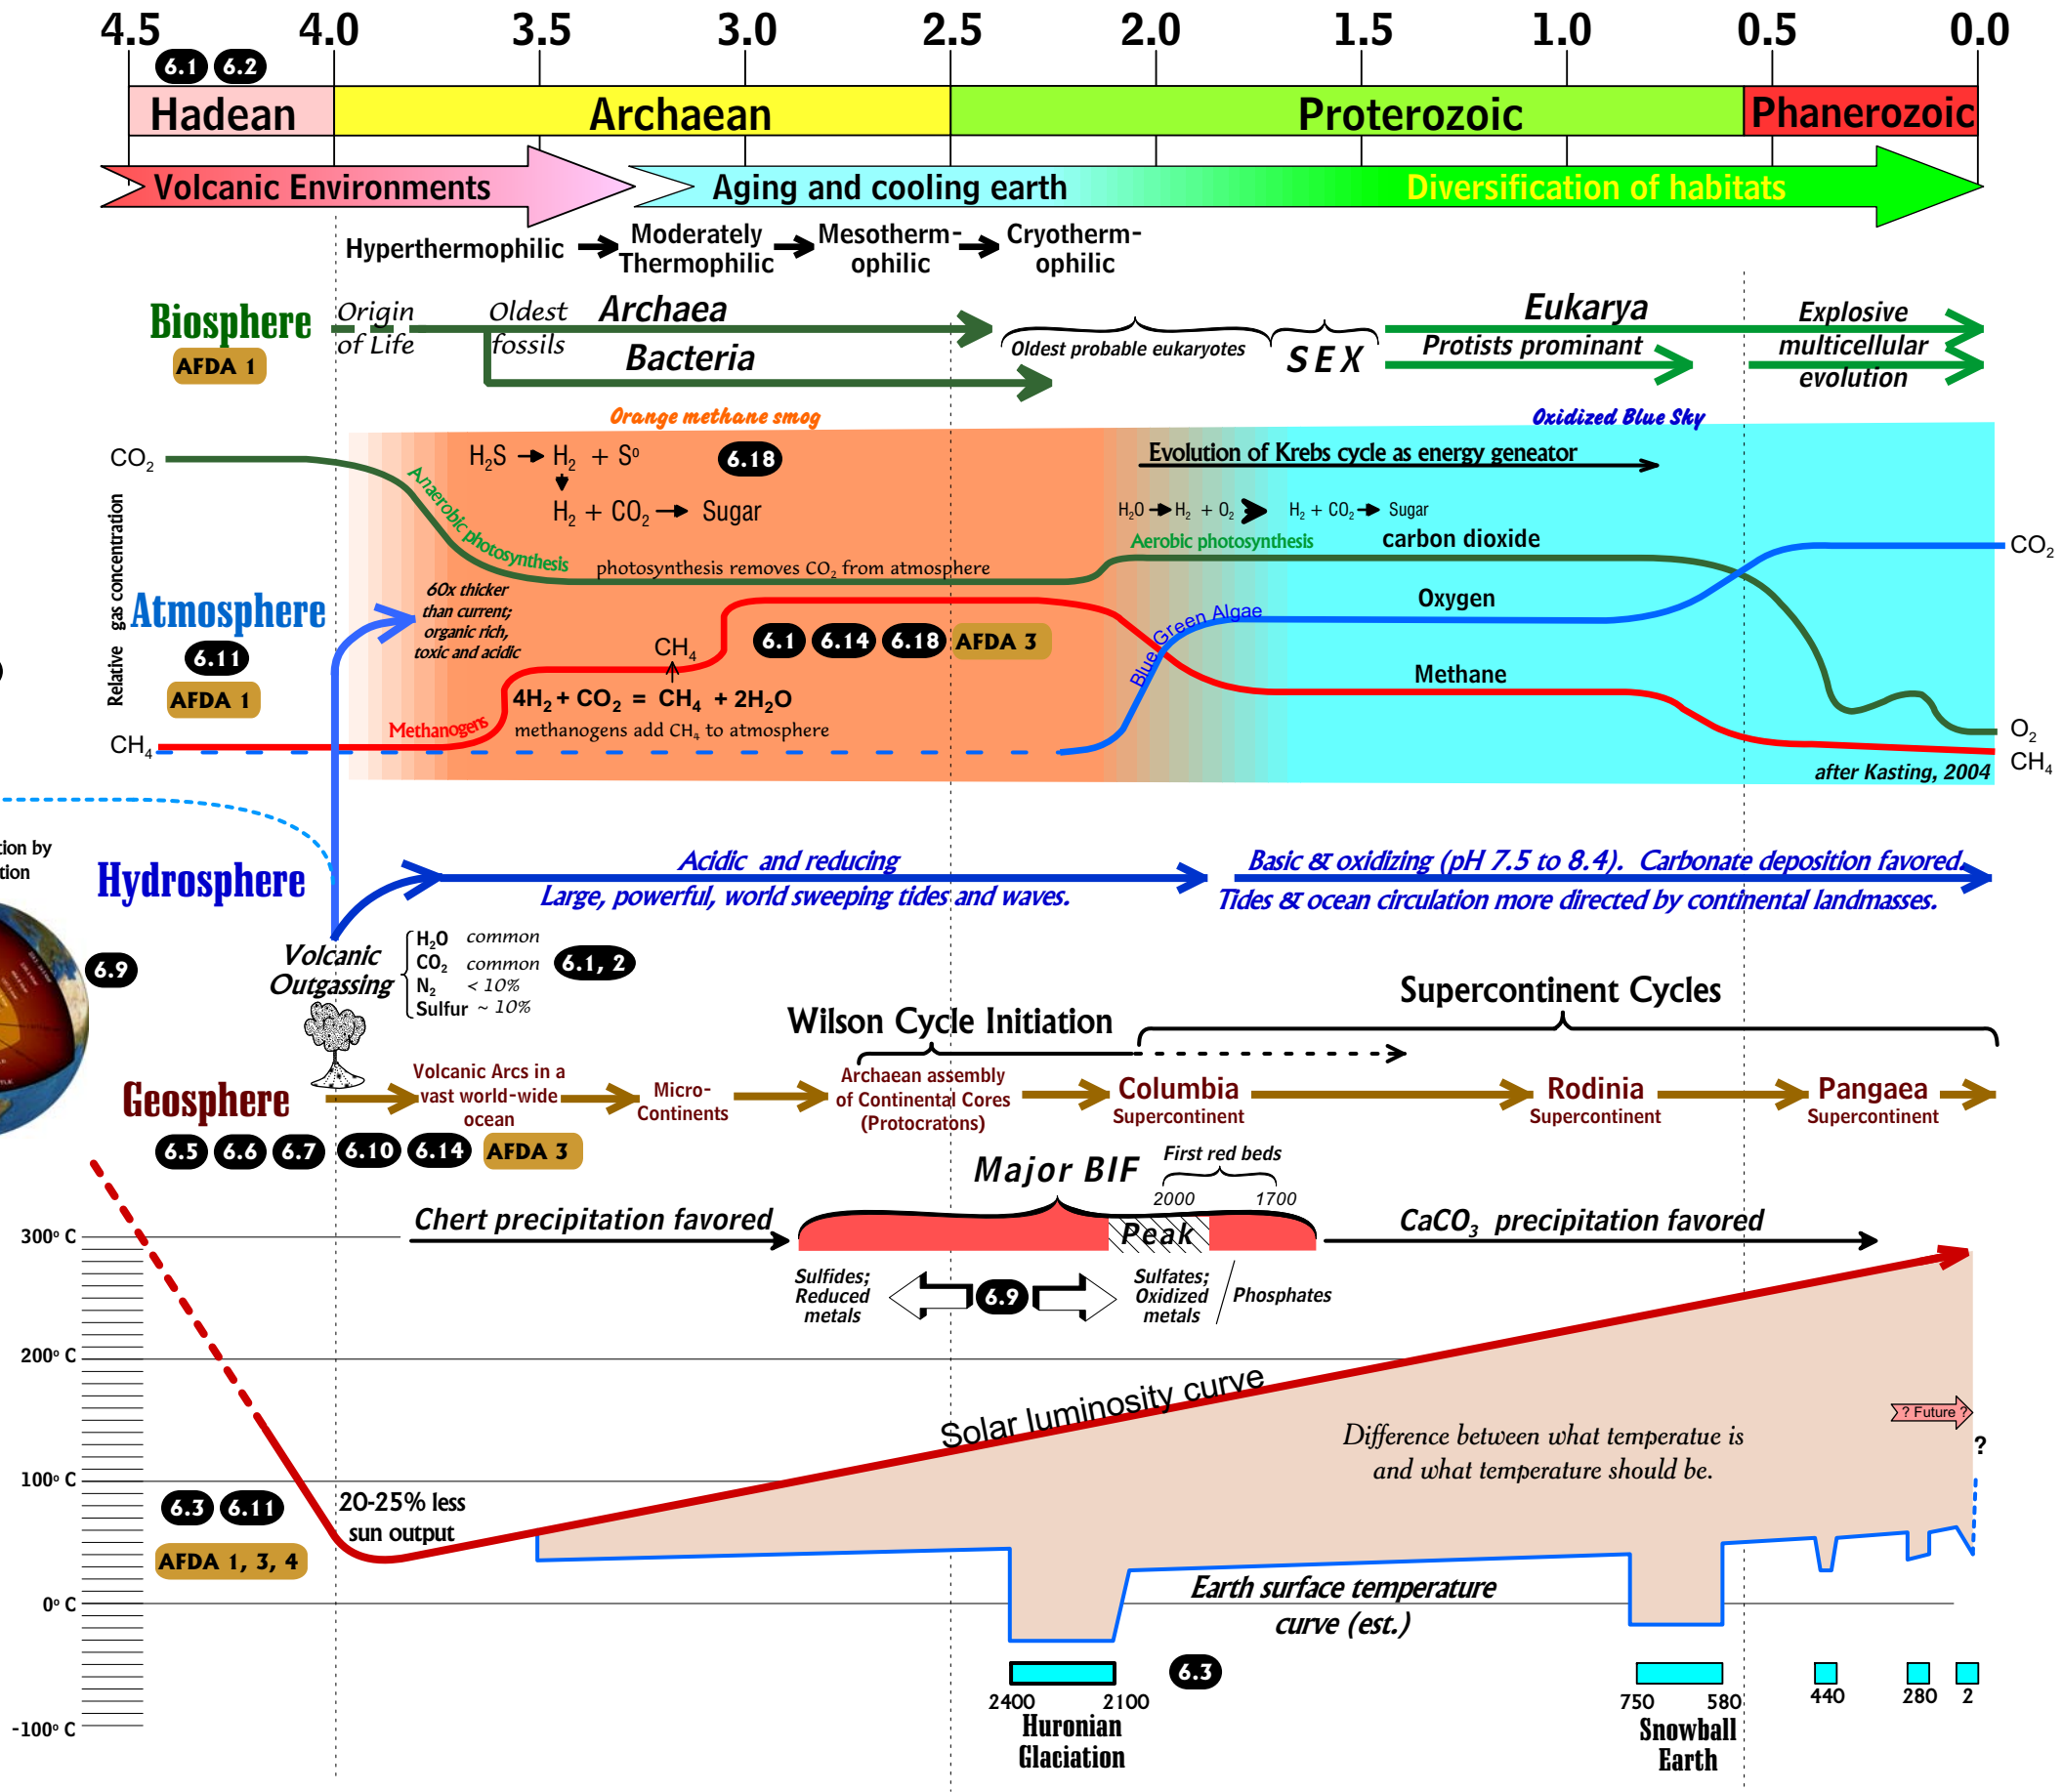 4.5 4.0 3.5 3.0 2.5 2.0 1.5 1.0 0.5 0.0
6.1 6.2
Hadean Archaean Proterozoic Phanerozoic
Volcanic Environments Aging and cooling earth Diversification of habitats
Hyperthermophilic
Moderately
Thermophilic
Mesotherm-
ophilic
Cryotherm-
ophilic
Biosphere
AFDA 1
Origin
of Life
Oldest
fossils
Archaea
Bacteria
Oldest probable eukaryotes
SEX
Eukarya
Protists prominant
Explosive
multicellular
evolution
Orange methane smog
Oxidized Blue Sky
CO₂
Relative gas concentration
Atmosphere
6.11
AFDA 1
CH₄
Anaerobic photosynthesis
H₂S H₂ + Sº
H₂ + CO₂ Sugar
6.18
photosynthesis removes CO₂ from atmosphere
60x thicker
than current;
organic rich,
toxic and acidic
CH₄
6.1 6.14 6.18 AFDA 3
4H₂ + CO₂ = CH₄ + 2H₂O
Methanogens
methanogens add CH₄ to atmosphere
Evolution of Krebs cycle as energy geneator
H₂O H₂ + O₂ H₂ + CO₂ Sugar
Aerobic photosynthesis
carbon dioxide
Blue Green Algae
Oxygen
Methane
CO₂
O₂
CH₄
after Kasting, 2004
tion by
tion
Hydrosphere
Acidic and reducing
Large, powerful, world sweeping tides and waves.
Basic & oxidizing (pH 7.5 to 8.4). Carbonate deposition favored.
Tides & ocean circulation more directed by continental landmasses.
6.9
Volcanic
Outgassing
H₂O common
CO₂ common
N₂ < 10%
Sulfur ~ 10%
6.1, 2
Wilson Cycle Initiation
Supercontinent Cycles
Geosphere
Volcanic Arcs in a
vast world-wide
ocean
Micro-
Continents
Archaean assembly
of Continental Cores
(Protocratons)
Columbia
Supercontinent
Rodinia
Supercontinent
Pangaea
Supercontinent
6.5 6.6 6.7 6.10 6.14 AFDA 3
Major BIF
First red beds
2000 1700
Chert precipitation favored
Peak
CaCO₃ precipitation favored
Sulfides;
Reduced
metals
6.9
Sulfates;
Oxidized
metals
Phosphates
300º C
200º C
100º C
0º C
-100º C
Solar luminosity curve
Difference between what temperatue is
and what temperature should be.
? Future ?
?
6.3 6.11
AFDA 1, 3, 4
20-25% less
sun output
Earth surface temperature
curve (est.)
6.3
2400 2100
Huronian
Glaciation
750 580
Snowball
Earth
440 280 2